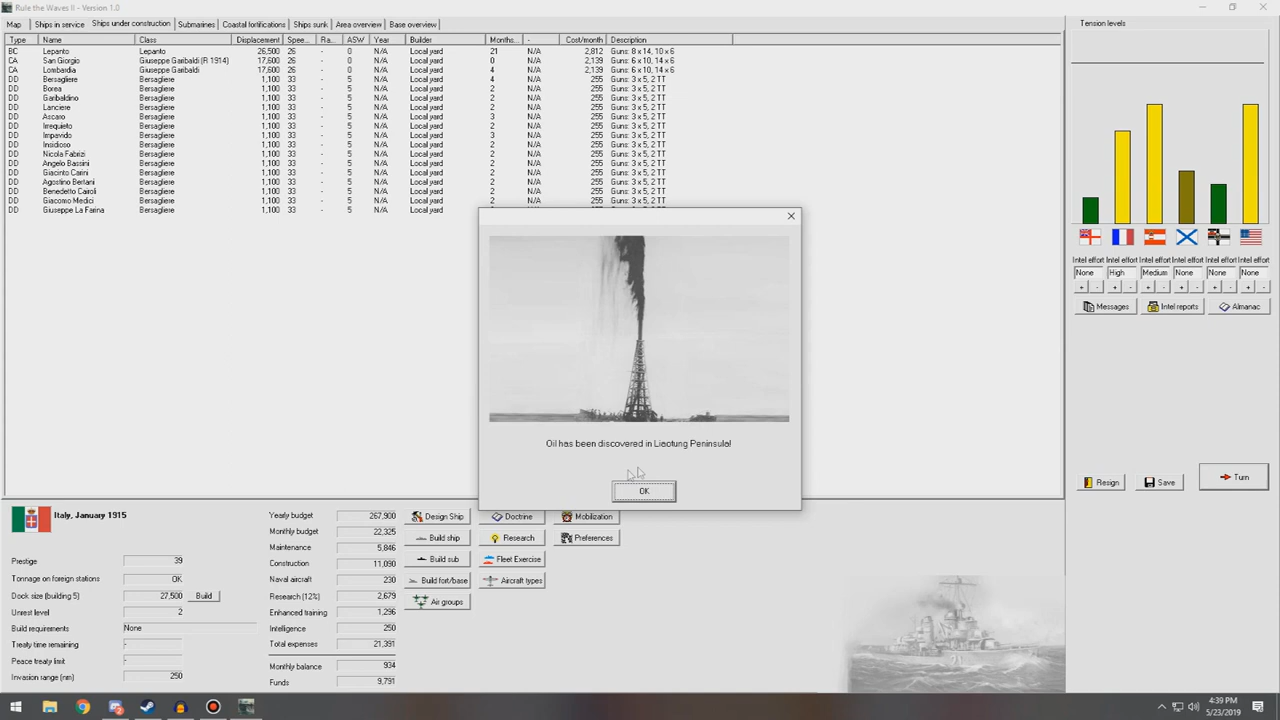 Rule the Waves II - Version 1.0
Map Ships in service Ships under construction Submarines Coastal fortifications Ships sunk Area overview Base overview
Type Name Class Displacement Spee... Ra... ASW Year Builder Months... - Cost/month Description
BC Lepanto Lepanto 26,500 26 - 0 N/A Local yard 21 N/A 2,812 Guns: 8 x 14, 10 x 6
CA San Giorgio Giuseppe Garibaldi (R 1914) 17,600 26 - 0 N/A Local yard 0 N/A 2,139 Guns: 6 x 10, 14 x 6
CA Lombardia Giuseppe Garibaldi 17,600 26 - 0 N/A Local yard 4 N/A 2,139 Guns: 6 x 10, 14 x 6
DD Bersagliere Bersagliere 1,100 33 - 5 N/A Local yard 4 N/A 255 Guns: 3 x 5, 2 TT
DD Borea Bersagliere 1,100 33 - 5 N/A Local yard 2 N/A 255 Guns: 3 x 5, 2 TT
DD Garibaldino Bersagliere 1,100 33 - 5 N/A Local yard 2 N/A 255 Guns: 3 x 5, 2 TT
DD Lanciere Bersagliere 1,100 33 - 5 N/A Local yard 2 N/A 255 Guns: 3 x 5, 2 TT
DD Ascaro Bersagliere 1,100 33 - 5 N/A Local yard 3 N/A 255 Guns: 3 x 5, 2 TT
DD Irrequieto Bersagliere 1,100 33 - 5 N/A Local yard 2 N/A 255 Guns: 3 x 5, 2 TT
DD Impavido Bersagliere 1,100 33 - 5 N/A Local yard 3 N/A 255 Guns: 3 x 5, 2 TT
DD Insidioso Bersagliere 1,100 33 - 5 N/A Local yard 2 N/A 255 Guns: 3 x 5, 2 TT
DD Nicola Fabrizi Bersagliere 1,100 33 - 5 N/A Local yard 2 N/A 255 Guns: 3 x 5, 2 TT
DD Angelo Bassini Bersagliere 1,100 33 - 5 N/A Local yard 2 N/A 255 Guns: 3 x 5, 2 TT
DD Giacinto Carini Bersagliere 1,100 33 - 5 N/A Local yard 2 N/A 255 Guns: 3 x 5, 2 TT
DD Agostino Bertani Bersagliere 1,100 33 - 5 N/A Local yard 2 N/A 255 Guns: 3 x 5, 2 TT
DD Benedetto Cairoli Bersagliere 1,100 33 - 5 N/A Local yard 2 N/A 255 Guns: 3 x 5, 2 TT
DD Giacomo Medici Bersagliere 1,100 33 - 5 N/A Local yard 2 N/A 255 Guns: 3 x 5, 2 TT
DD Giuseppe La Farina Bersagliere 1,100 33 - 5 N/A Local yard 2 N/A 255 Guns: 3 x 5, 2 TT
Oil has been discovered in Liaotung Peninsula!
OK
Tension levels
Intel effort Intel effort Intel effort Intel effort Intel effort Intel effort
None High Medium None None None
+ - + - + - + - + - + -
Messages Intel reports Almanac
Resign Save Turn
Italy, January 1915
Prestige 39
Tonnage on foreign stations OK
Dock size (building 5) 27,500 Build
Unrest level 2
Build requirements None
Treaty time remaining -
Peace treaty limit -
Invasion range (nm) 250
Yearly budget 267,900
Monthly budget 22,325
Maintenance 5,846
Construction 11,090
Naval aircraft 230
Research (12%) 2,679
Enhanced training 1,296
Intelligence 250
Total expenses 21,391
Monthly balance 934
Funds 9,791
Design Ship Doctrine Mobilization
Build ship Research Preferences
Build sub Fleet Exercise
Build fort/base Aircraft types
Air groups
4:39 PM
5/23/2019